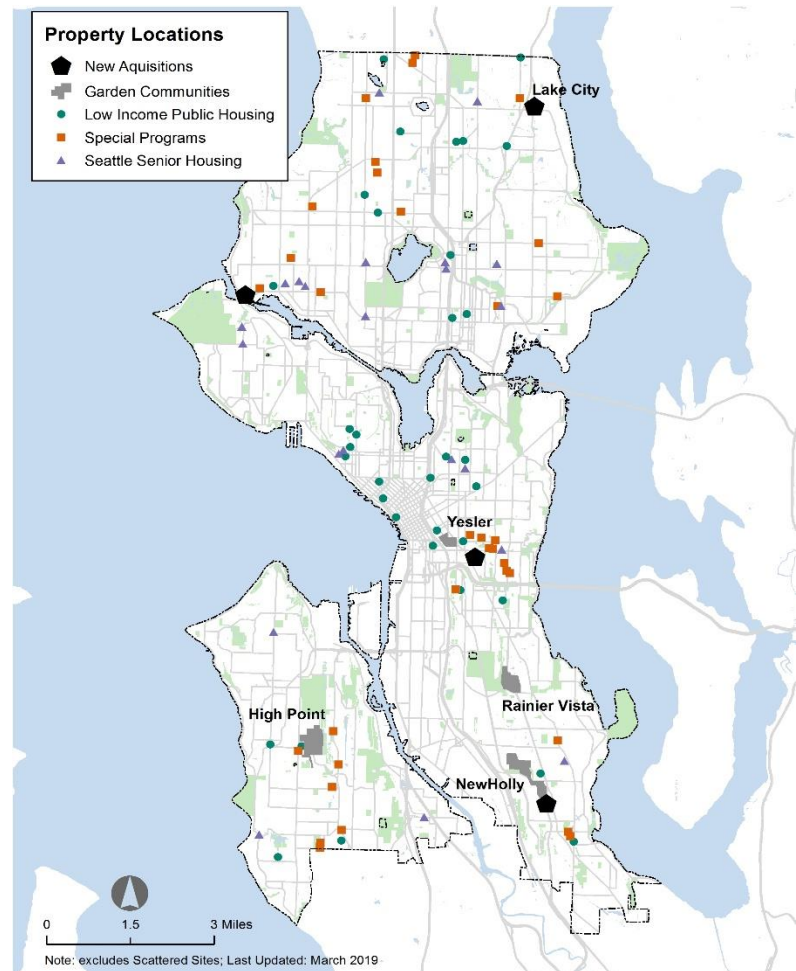 Property Locations
New Aquisitions
Garden Communities
Low Income Public Housing
Special Programs
Seattle Senior Housing
Lake City
Yesler
Rainier Vista
High Point
NewHolly
0 1.5 3 Miles
Note: excludes Scattered Sites; Last Updated: March 2019